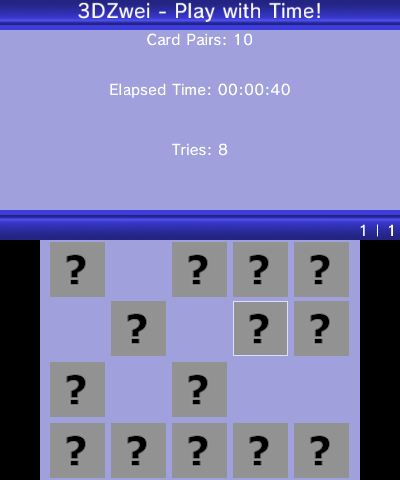 3DZwei - Play with Time!
Card Pairs: 10
Elapsed Time: 00:00:40
Tries: 8
1 | 1
? ? ? ?
? ? ?
? ?
? ? ? ? ?